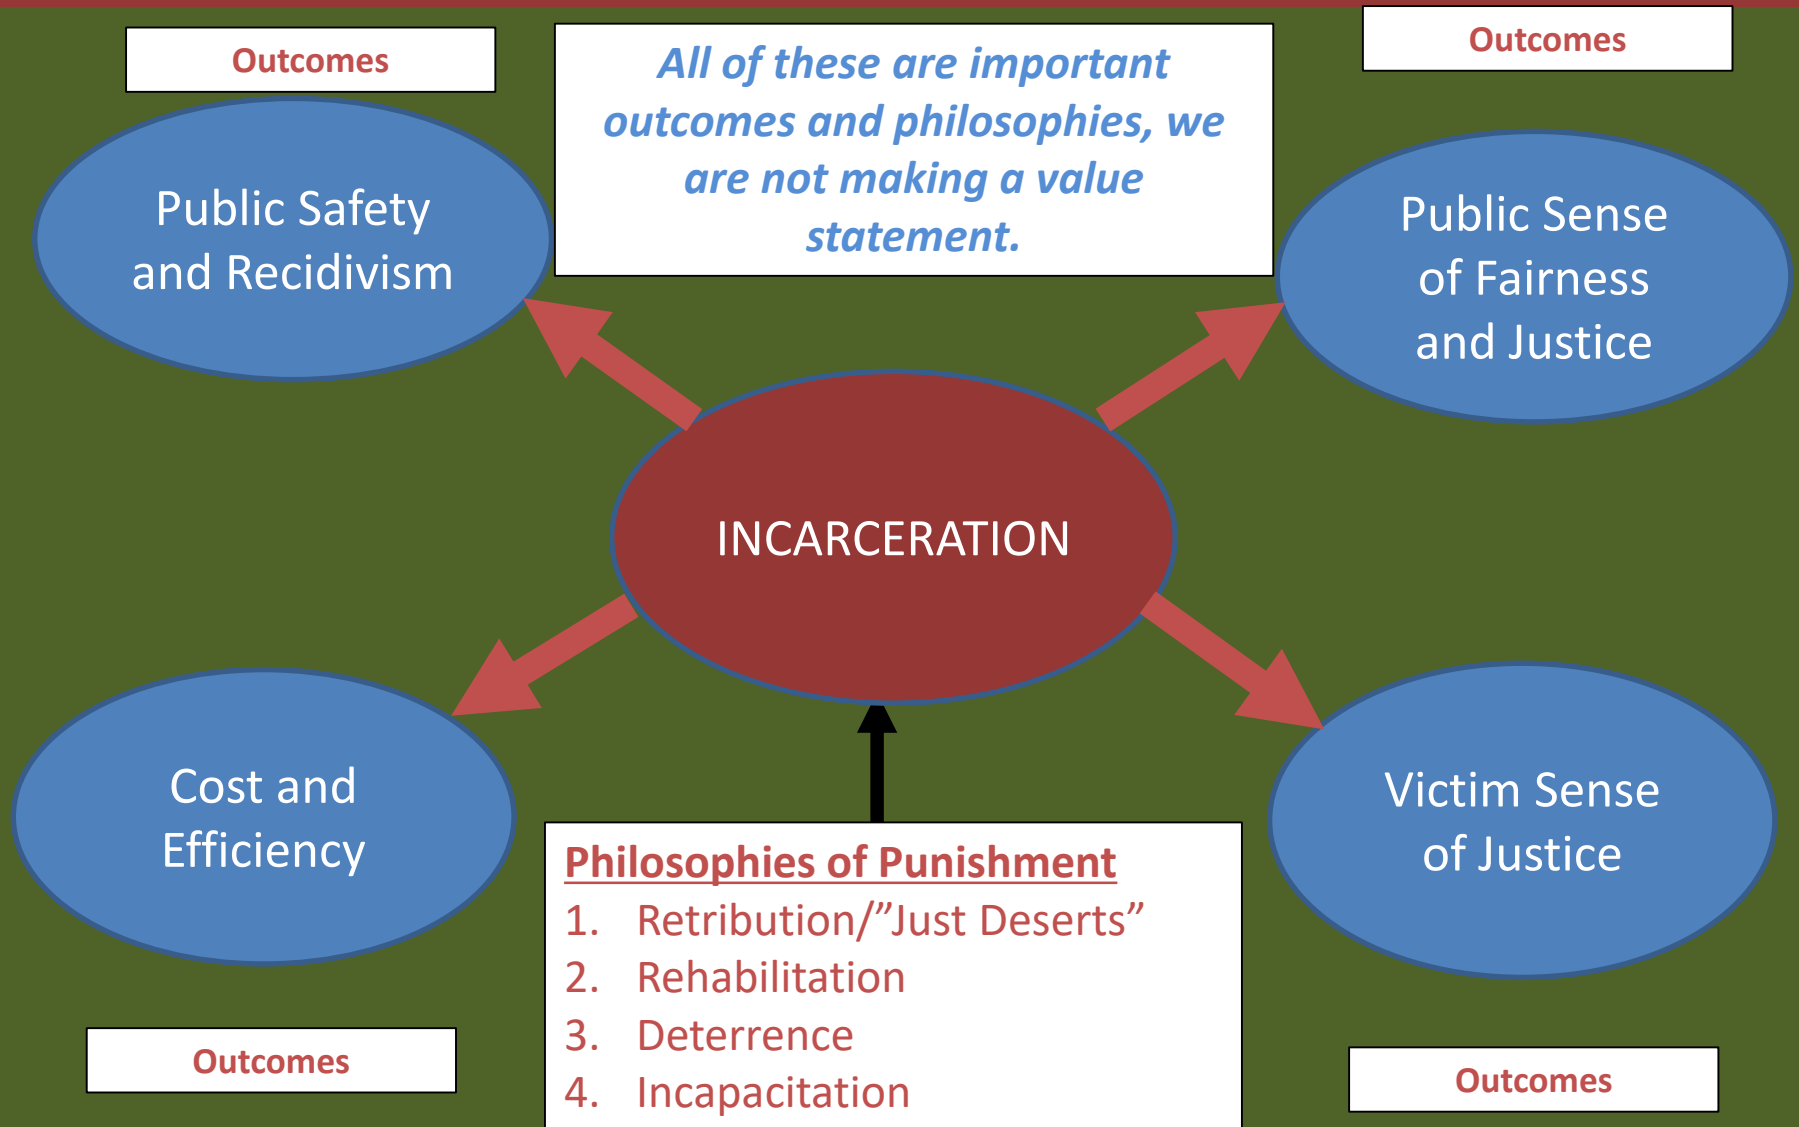 Outcomes
All of these are important
outcomes and philosophies, we
are not making a value
statement.
Outcomes
Public Safety
and Recidivism
Public Sense
of Fairness
and Justice
INCARCERATION
Cost and
Efficiency
Victim Sense
of Justice
Philosophies of Punishment
1. Retribution/”Just Deserts”
2. Rehabilitation
3. Deterrence
4. Incapacitation
Outcomes
Outcomes